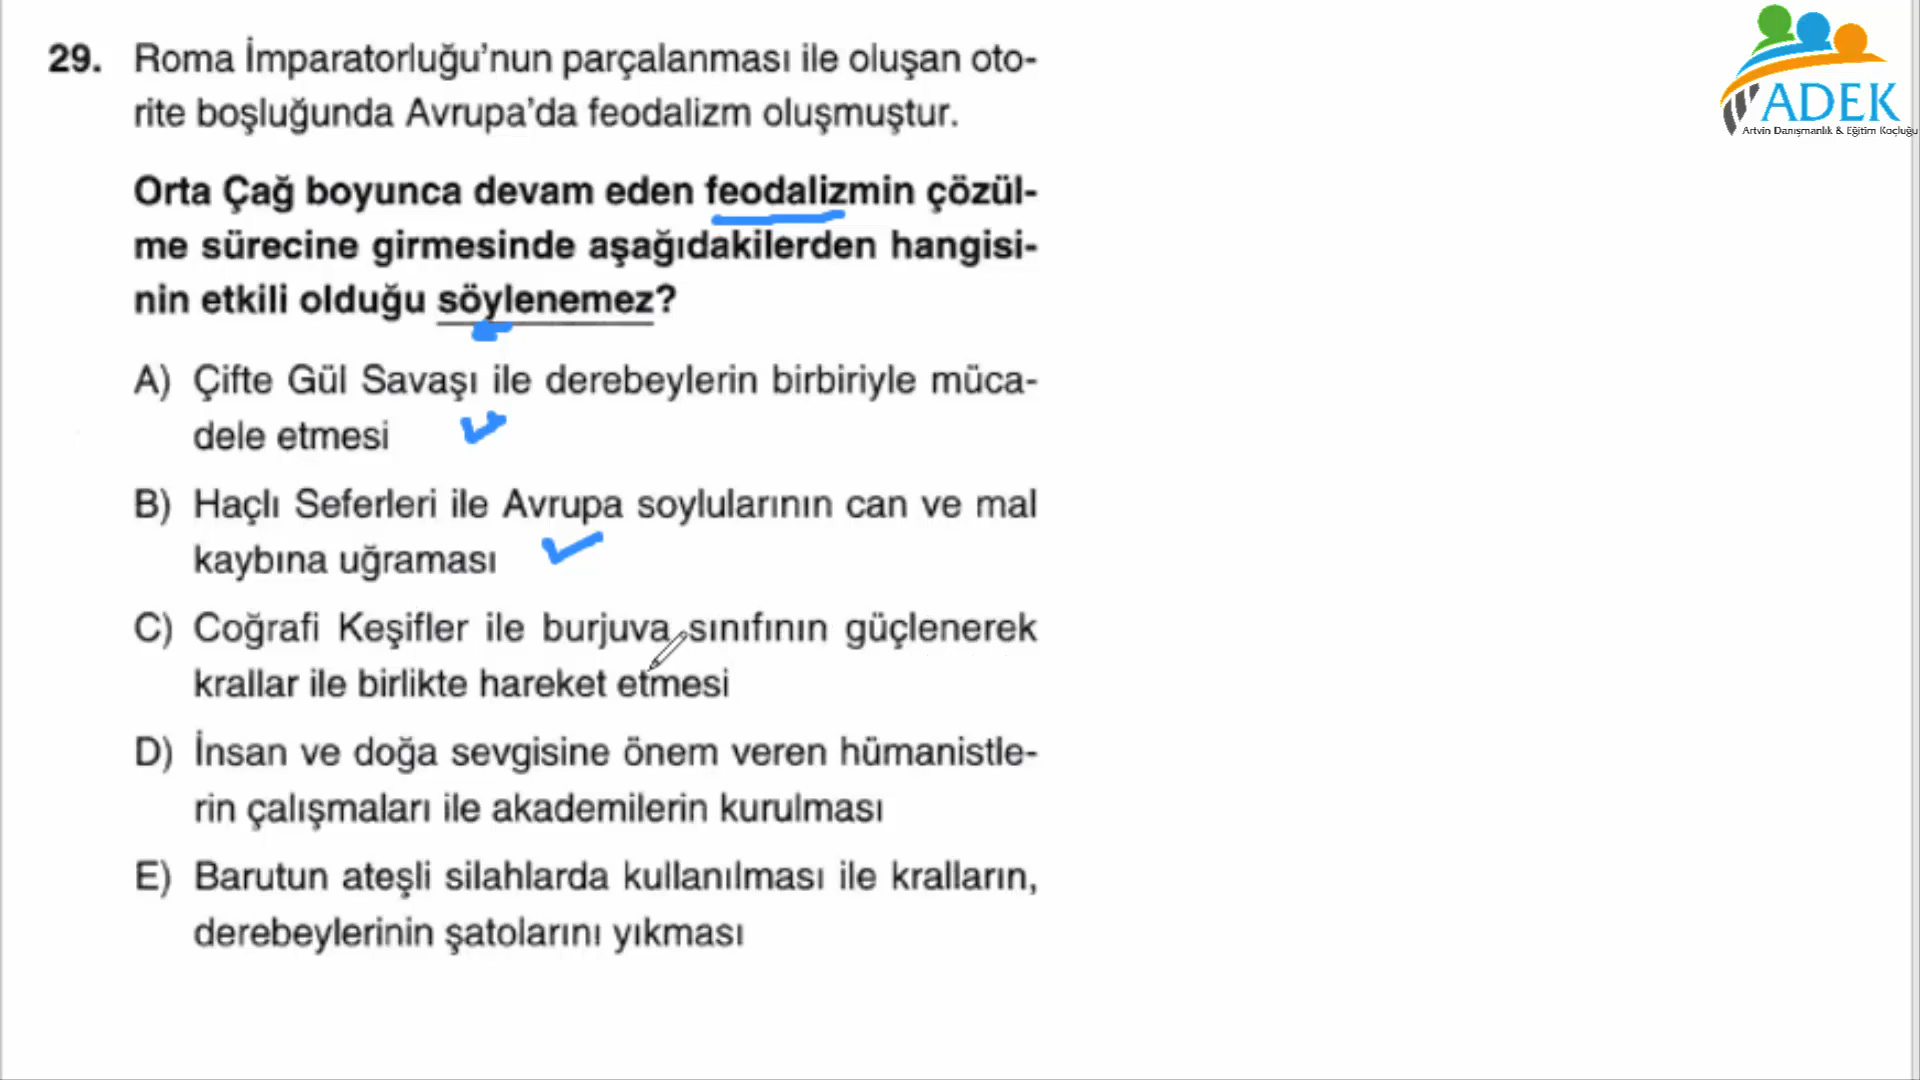 29. Roma İmparatorluğu'nun parçalanması ile oluşan oto-
rite boşluğunda Avrupa'da feodalizm oluşmuştur.
Orta Çağ boyunca devam eden feodalizmin çözül-
me sürecine girmesinde aşağıdakilerden hangisi-
nin etkili olduğu söylenemez?
A) Çifte Gül Savaşı ile derebeylerin birbiriyle müca-
dele etmesi
B) Haçlı Seferleri ile Avrupa soylularının can ve mal
kaybına uğraması
C) Coğrafi Keşifler ile burjuva sınıfının güçlenerek
krallar ile birlikte hareket etmesi
D) İnsan ve doğa sevgisine önem veren hümanistle-
rin çalışmaları ile akademilerin kurulması
E) Barutun ateşli silahlarda kullanılması ile kralların,
derebeylerinin şatolarını yıkması
ADEK
Artvin Danışmanlık & Eğitim Koçluğu